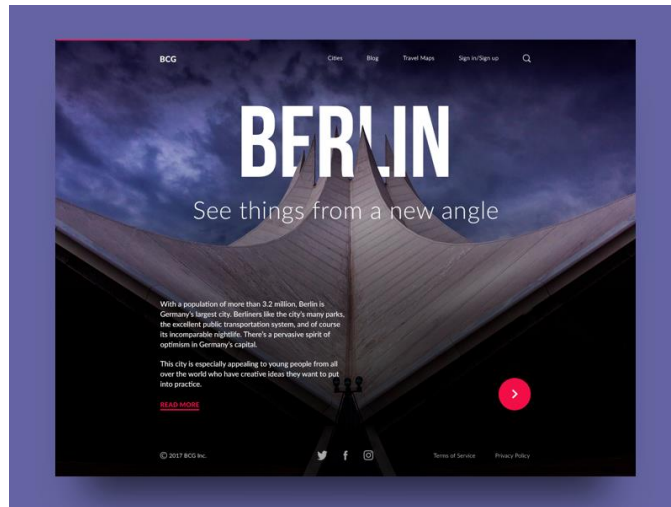 BCG
Cities Blog Travel Maps Sign in/Sign up
BERLIN
See things from a new angle
With a population of more than 3.2 million, Berlin is
Germany's largest city. Berliners like the city's many parks,
the excellent public transportation system, and of course
its incomparable nightlife. There's a pervasive spirit of
optimism in Germany's capital.
This city is especially appealing to young people from all
over the world who have creative ideas they want to put
into practice.
READ MORE
© 2017 BCG Inc.
Terms of Service Privacy Policy